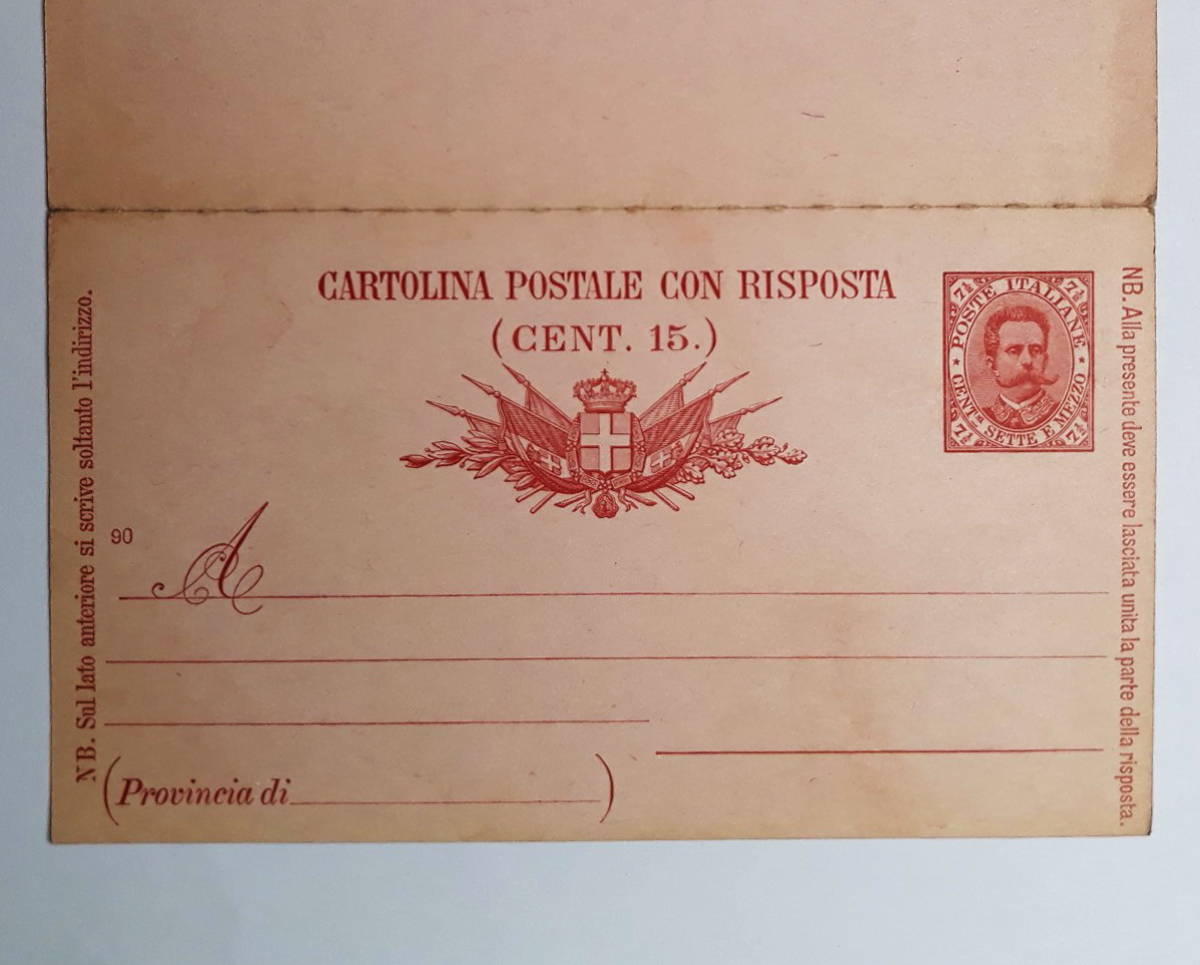 CARTOLINA POSTALE CON RISPOSTA
(CENT. 15.)
7½ 7½
POSTE ITALIANE
* CENT.MI SETTE E MEZZO *
7½ 7½
NB. Sul lato anteriore si scrive soltanto l'indirizzo.
NB. Alla presente deve essere lasciata unita la parte della risposta.
90
A
(Provincia di )